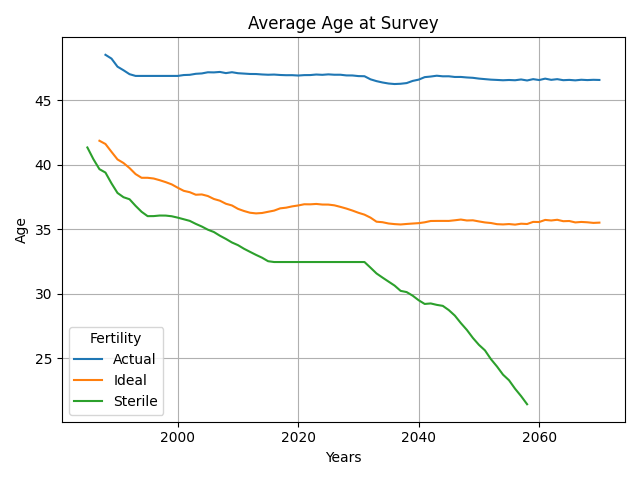 Average Age at Survey
Age
45
40
35
30
25
Fertility
Actual
Ideal
Sterile
2000 2020 2040 2060
Years